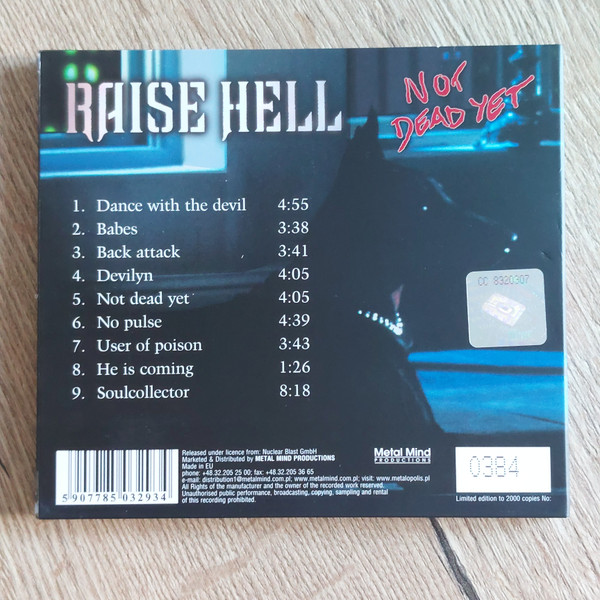 RAISE HELL
NOT
DEAD YET
1. Dance with the devil 4:55
2. Babes 3:38
3. Back attack 3:41
4. Devilyn 4:05
5. Not dead yet 4:05
6. No pulse 4:39
7. User of poison 3:43
8. He is coming 1:26
9. Soulcollector 8:18
CC 8320307
Released under licence from: Nuclear Blast GmbH
Marketed & Distributed by METAL MIND PRODUCTIONS
Made in EU
phone: +48.32.205 25 00; fax: +48.32.205 36 65
e-mail: distribution1@metalmind.com.pl; www.metalmind.com.pl; visit: www.metalopolis.pl
All Rights of the manufacturer and the owner of the recorded work reserved.
Unauthorised public performance, broadcasting, copying, sampling and rental
of this recording prohibited.
5 907785 032934
Metal Mind
PRODUCTIONS
0384
Limited edition to 2000 copies No: